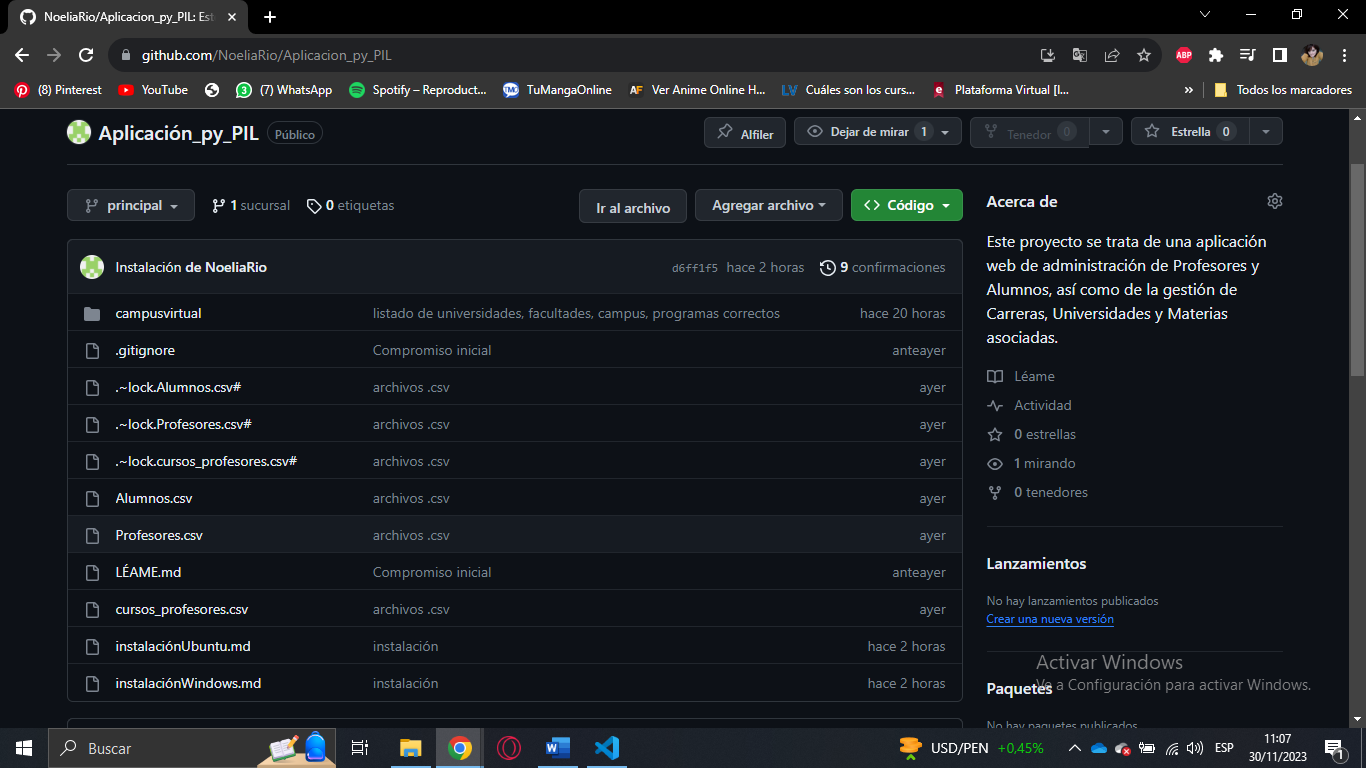 NoeliaRio/Aplicacion_py_PIL: Est
github.com/NoeliaRio/Aplicacion_py_PIL
ABP
(8) Pinterest
YouTube
3 (7) WhatsApp
Spotify – Reproduct...
TMO TuMangaOnline
AF Ver Anime Online H...
LV Cuáles son los curs...
e Plataforma Virtual [I...
» Todos los marcadores
Aplicación_py_PIL Público
Alfiler
Dejar de mirar 1
Tenedor 0
Estrella 0
principal
1 sucursal
0 etiquetas
Ir al archivo
Agregar archivo
<> Código
Instalación de NoeliaRio d6ff1f5 hace 2 horas 9 confirmaciones
campusvirtual listado de universidades, facultades, campus, programas correctos hace 20 horas
.gitignore Compromiso inicial anteayer
.~lock.Alumnos.csv# archivos .csv ayer
.~lock.Profesores.csv# archivos .csv ayer
.~lock.cursos_profesores.csv# archivos .csv ayer
Alumnos.csv archivos .csv ayer
Profesores.csv archivos .csv ayer
LÉAME.md Compromiso inicial anteayer
cursos_profesores.csv archivos .csv ayer
instalaciónUbuntu.md instalación hace 2 horas
instalaciónWindows.md instalación hace 2 horas
Acerca de
Este proyecto se trata de una aplicación
web de administración de Profesores y
Alumnos, así como de la gestión de
Carreras, Universidades y Materias
asociadas.
Léame
Actividad
0 estrellas
1 mirando
0 tenedores
Lanzamientos
No hay lanzamientos publicados
Crear una nueva versión
Paquetes
No hay paquetes publicados
Activar Windows
Ve a Configuración para activar Windows.
Buscar
USD/PEN +0,45%
ESP
11:07
30/11/2023
1